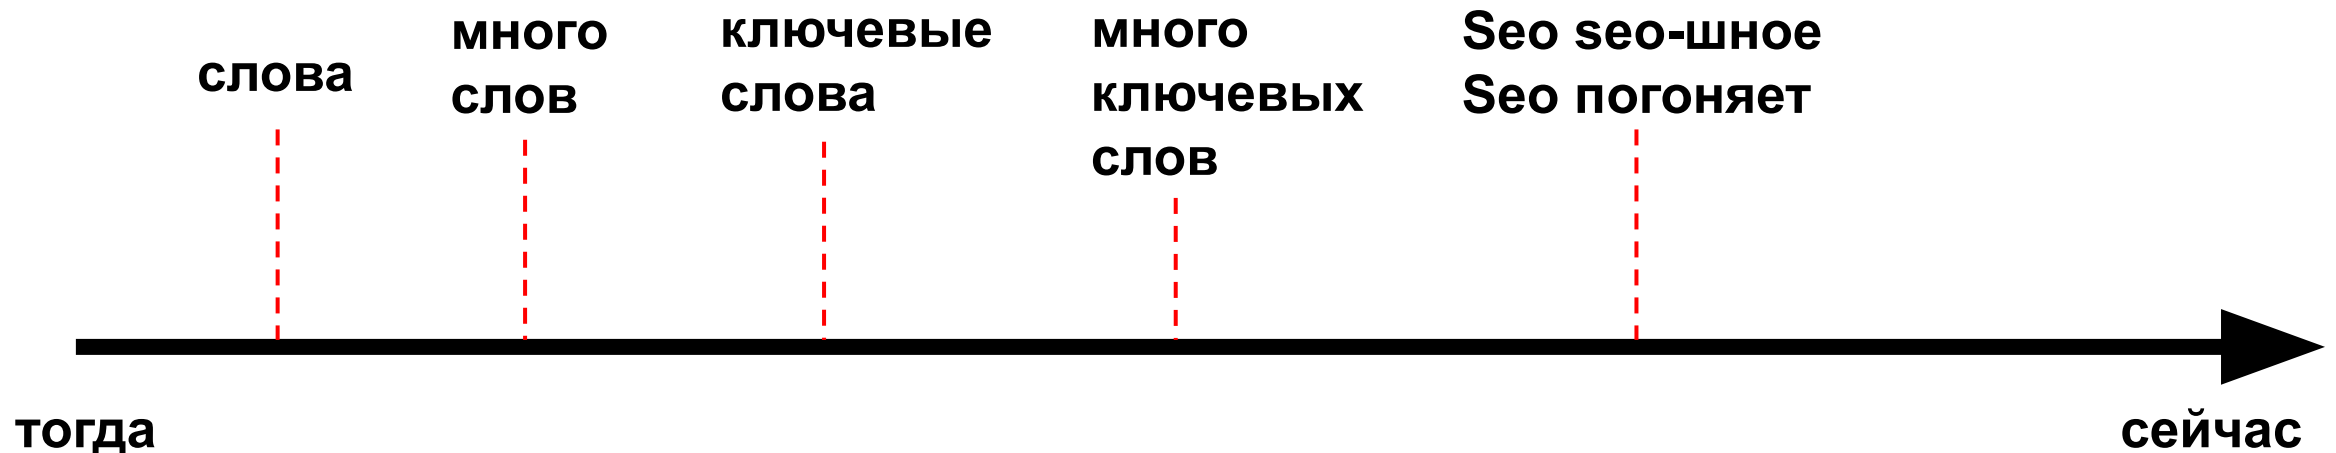 слова
много
слов
ключевые
слова
много
ключевых
слов
Seo seo-шное
Seo погоняет
тогда
сейчас